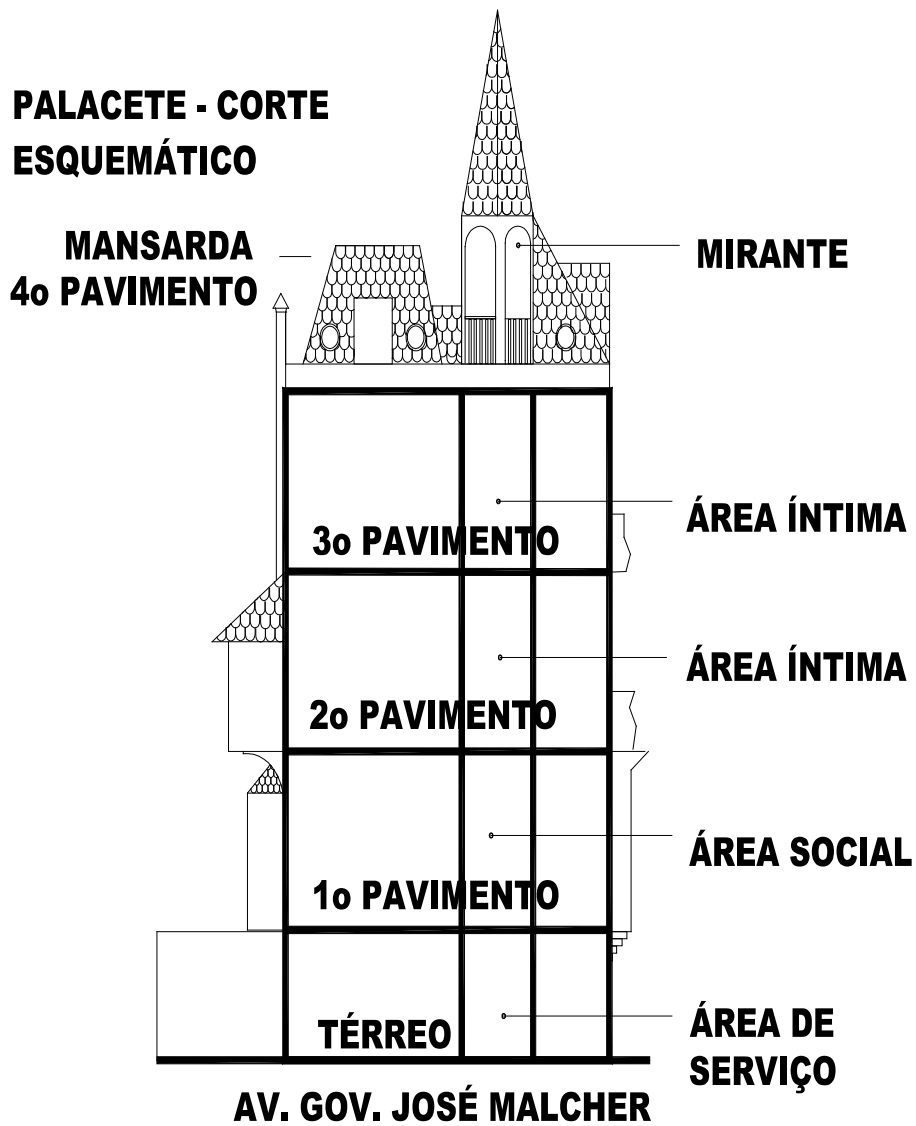 PALACETE - CORTE
ESQUEMÁTICO
MANSARDA
4o PAVIMENTO
MIRANTE
ÁREA ÍNTIMA
3o PAVIMENTO
ÁREA ÍNTIMA
2o PAVIMENTO
ÁREA SOCIAL
1o PAVIMENTO
ÁREA DE
SERVIÇO
TÉRREO
AV. GOV. JOSÉ MALCHER